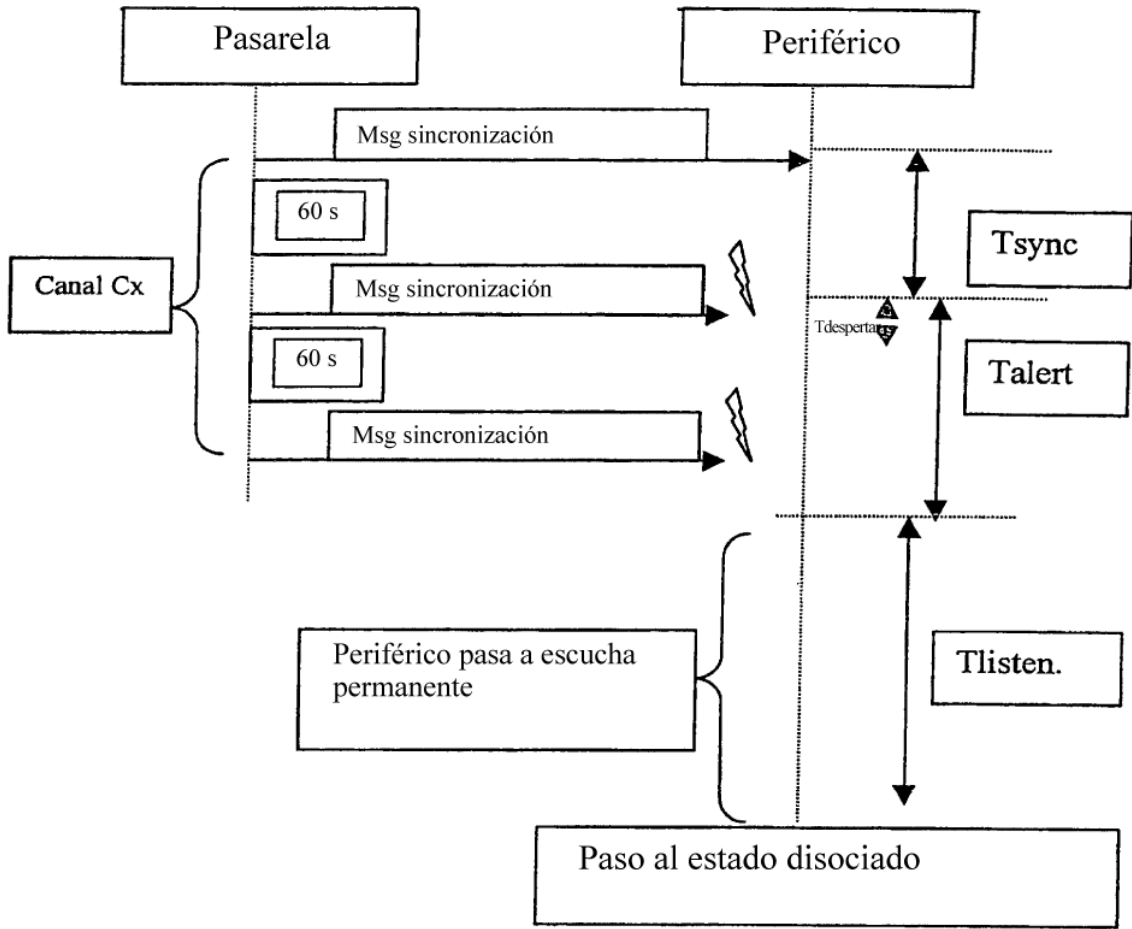 Pasarela
Periférico
Msg sincronización
60 s
Tsync
Canal Cx
Msg sincronización
Tdespertar
60 s
Talert
Msg sincronización
Periférico pasa a escucha
permanente
Tlisten.
Paso al estado disociado